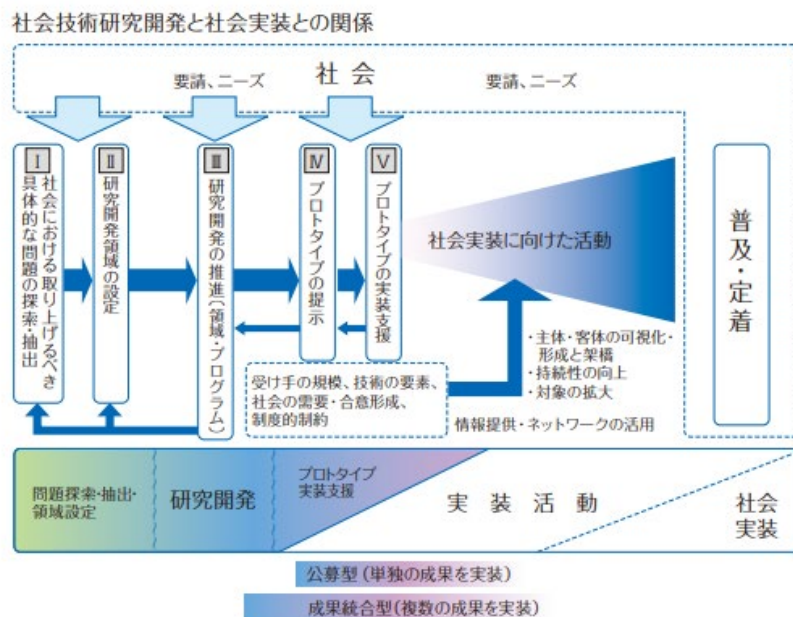 社会技術研究開発と社会実装との関係
社 会
要請、ニーズ
要請、ニーズ
Ⅰ
社会における取り上げるべき
具体的な問題の探索・抽出
Ⅱ
研究開発領域の設定
Ⅲ
研究開発の推進(領域・プログラム)
Ⅳ
プロトタイプの提示
Ⅴ
プロトタイプの実装支援
社会実装に向けた活動
普及・定着
・主体・客体の可視化・
形成と架橋
・持続性の向上
・対象の拡大
受け手の規模、技術の要素、
社会の需要・合意形成、
制度的制約
情報提供・ネットワークの活用
問題探索・抽出・
領域設定
研究開発
プロトタイプ
実装支援
実 装 活 動
社会
実装
公募型(単独の成果を実装)
成果統合型(複数の成果を実装)